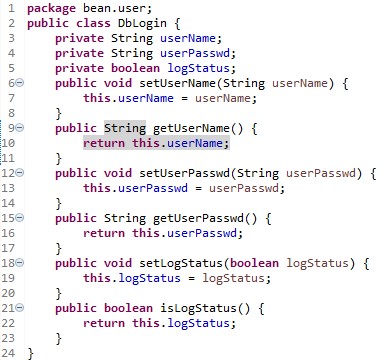 1 package bean.user;
2 public class DbLogin {
3     private String userName;
4     private String userPasswd;
5     private boolean logStatus;
6     public void setUserName(String userName) {
7         this.userName = userName;
8     }
9     public String getUserName() {
10         return this.userName;
11     }
12     public void setUserPasswd(String userPasswd) {
13         this.userPasswd = userPasswd;
14     }
15     public String getUserPasswd() {
16         return this.userPasswd;
17     }
18     public void setLogStatus(boolean logStatus) {
19         this.logStatus = logStatus;
20     }
21     public boolean isLogStatus() {
22         return this.logStatus;
23     }
24 }